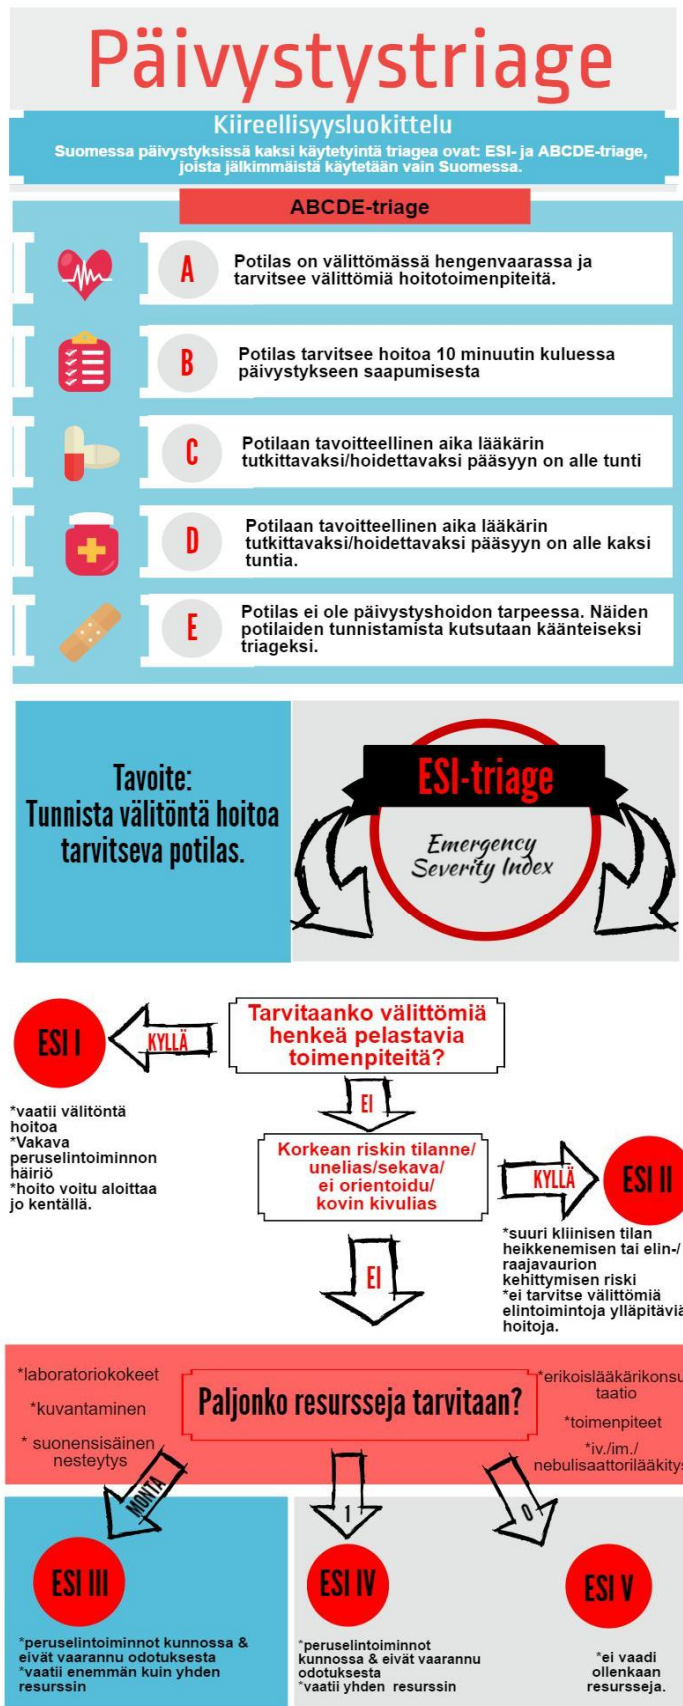 Päivystystriage
Kiireellisyysluokittelu
Suomessa päivystyksissä kaksi käytetyintä triagea ovat: ESI- ja ABCDE-triage,
joista jälkimmäistä käytetään vain Suomessa.
ABCDE-triage
A
Potilas on välittömässä hengenvaarassa ja
tarvitsee välittömiä hoitotoimenpiteitä.
B
Potilas tarvitsee hoitoa 10 minuutin kuluessa
päivystykseen saapumisesta
C
Potilaan tavoitteellinen aika lääkärin
tutkittavaksi/hoidettavaksi pääsyyn on alle tunti
D
Potilaan tavoitteellinen aika lääkärin
tutkittavaksi/hoidettavaksi pääsyyn on alle kaksi
tuntia.
E
Potilas ei ole päivystyshoidon tarpeessa. Näiden
potilaiden tunnistamista kutsutaan käänteiseksi
triageksi.
Tavoite:
Tunnista välitöntä hoitoa
tarvitseva potilas.
ESI-triage
Emergency
Severity Index
Tarvitaanko välittömiä
henkeä pelastavia
toimenpiteitä?
KYLLÄ
ESI I
*vaatii välitöntä
hoitoa
*Vakava
peruselintoiminnon
häiriö
*hoito voitu aloittaa
jo kentällä.
EI
Korkean riskin tilanne/
unelias/sekava/
ei orientoidu/
kovin kivulias
KYLLÄ
ESI II
*suuri kliinisen tilan
heikkenemisen tai elin-/
raajavaurion
kehittymisen riski
*ei tarvitse välittömiä
elintoimintoja ylläpitäviä
hoitoja.
EI
Paljonko resursseja tarvitaan?
*laboratoriokokeet
*kuvantaminen
* suonensisäinen
nesteytys
*erikoislääkärikonsu
taatio
*toimenpiteet
*iv./im./
nebulisaattorilääkitys
MONTA
1
0
ESI III
*peruselintoiminnot kunnossa &
eivät vaarannu odotuksesta
*vaatii enemmän kuin yhden
resurssin
ESI IV
*peruselintoiminnot
kunnossa & eivät vaarannu
odotuksesta
*vaatii yhden resurssin
ESI V
*ei vaadi
ollenkaan
resursseja.